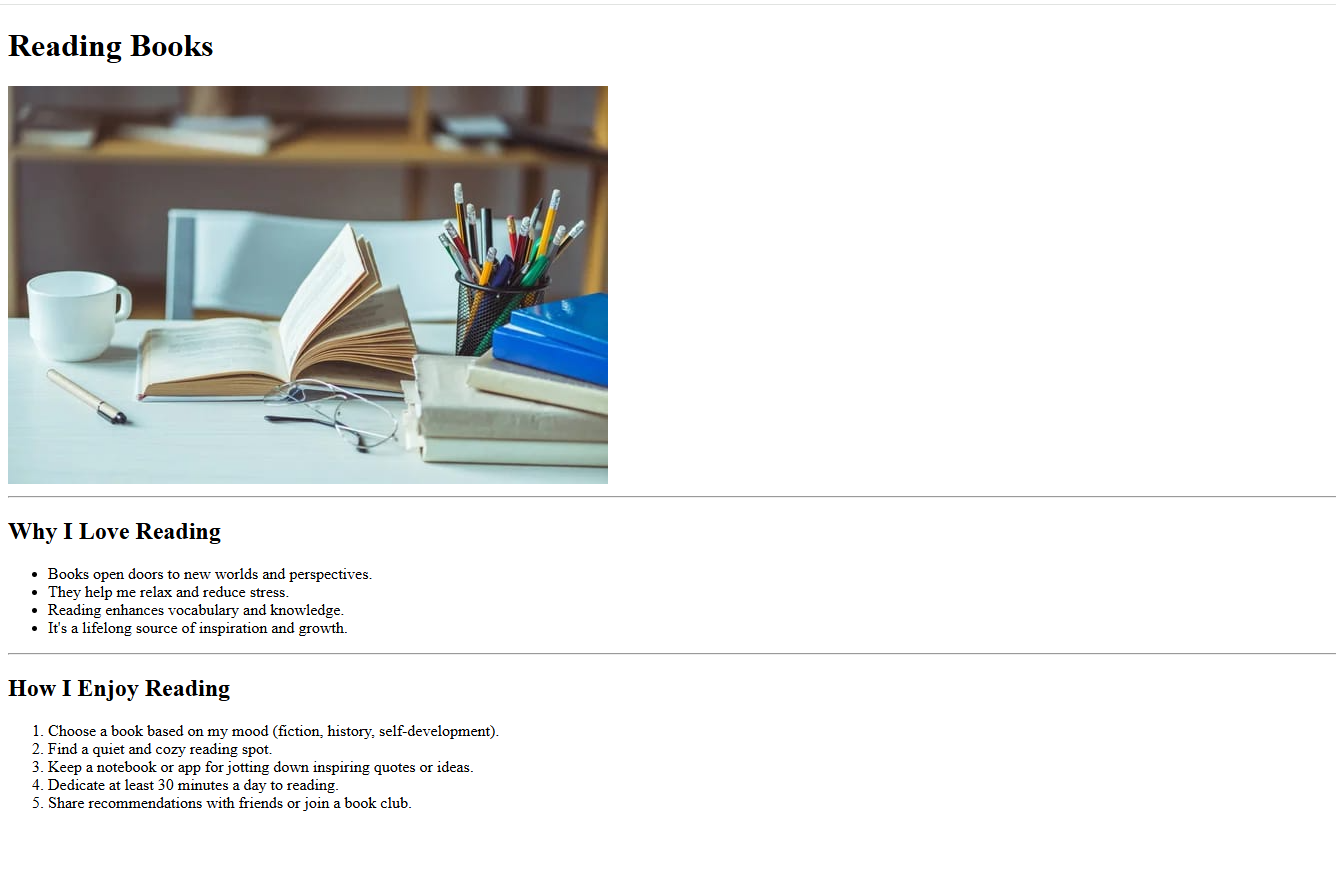 Reading Books
Why I Love Reading
• Books open doors to new worlds and perspectives.
• They help me relax and reduce stress.
• Reading enhances vocabulary and knowledge.
• It's a lifelong source of inspiration and growth.
How I Enjoy Reading
1. Choose a book based on my mood (fiction, history, self-development).
2. Find a quiet and cozy reading spot.
3. Keep a notebook or app for jotting down inspiring quotes or ideas.
4. Dedicate at least 30 minutes a day to reading.
5. Share recommendations with friends or join a book club.